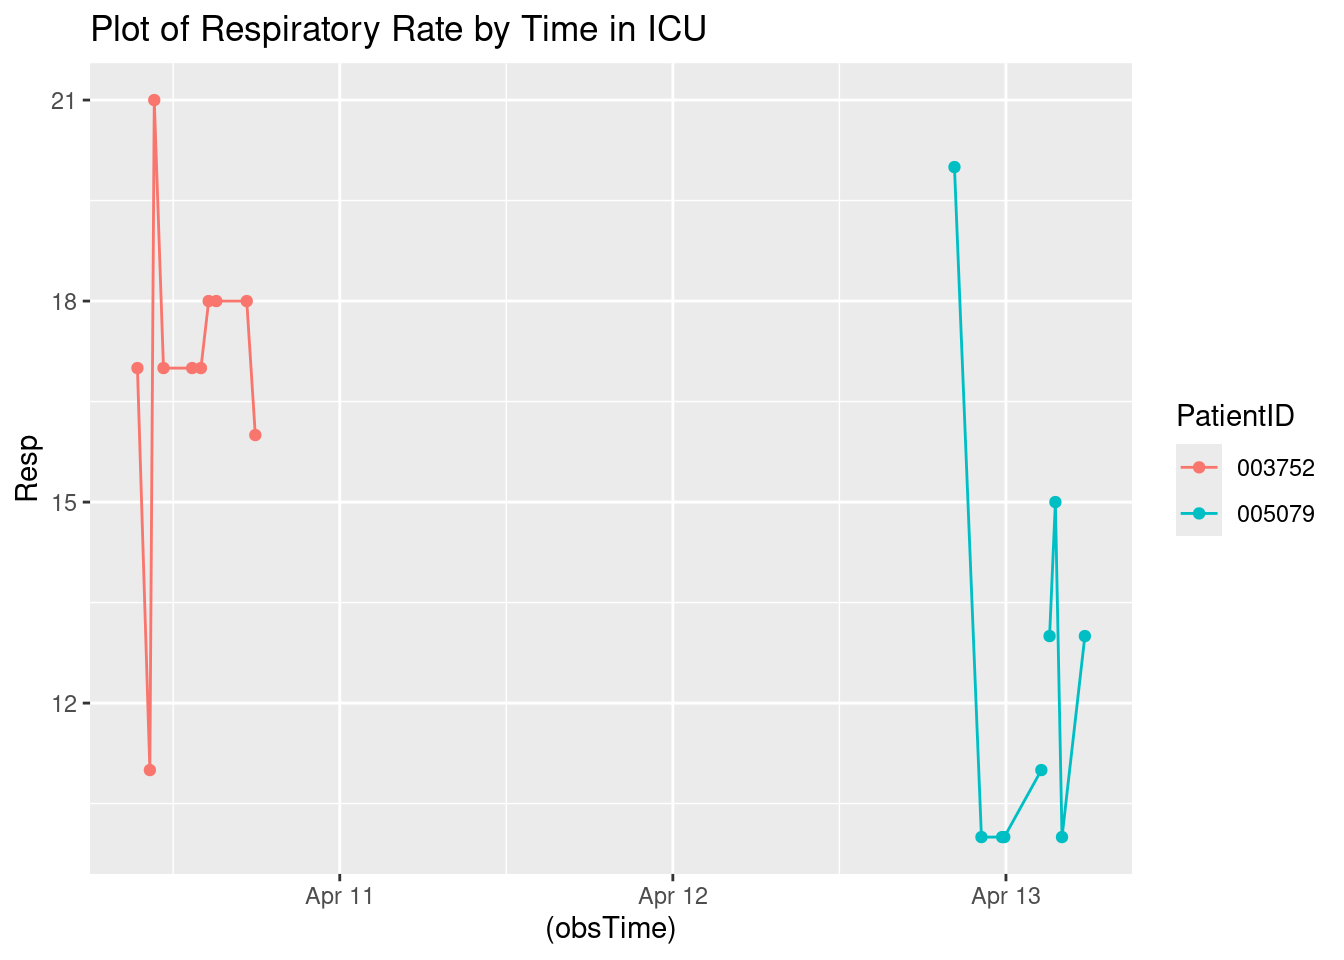 Plot of Respiratory Rate by Time in ICU
21
18
15
12
Resp
Apr 11
Apr 12
Apr 13
(obsTime)
PatientID
003752
005079